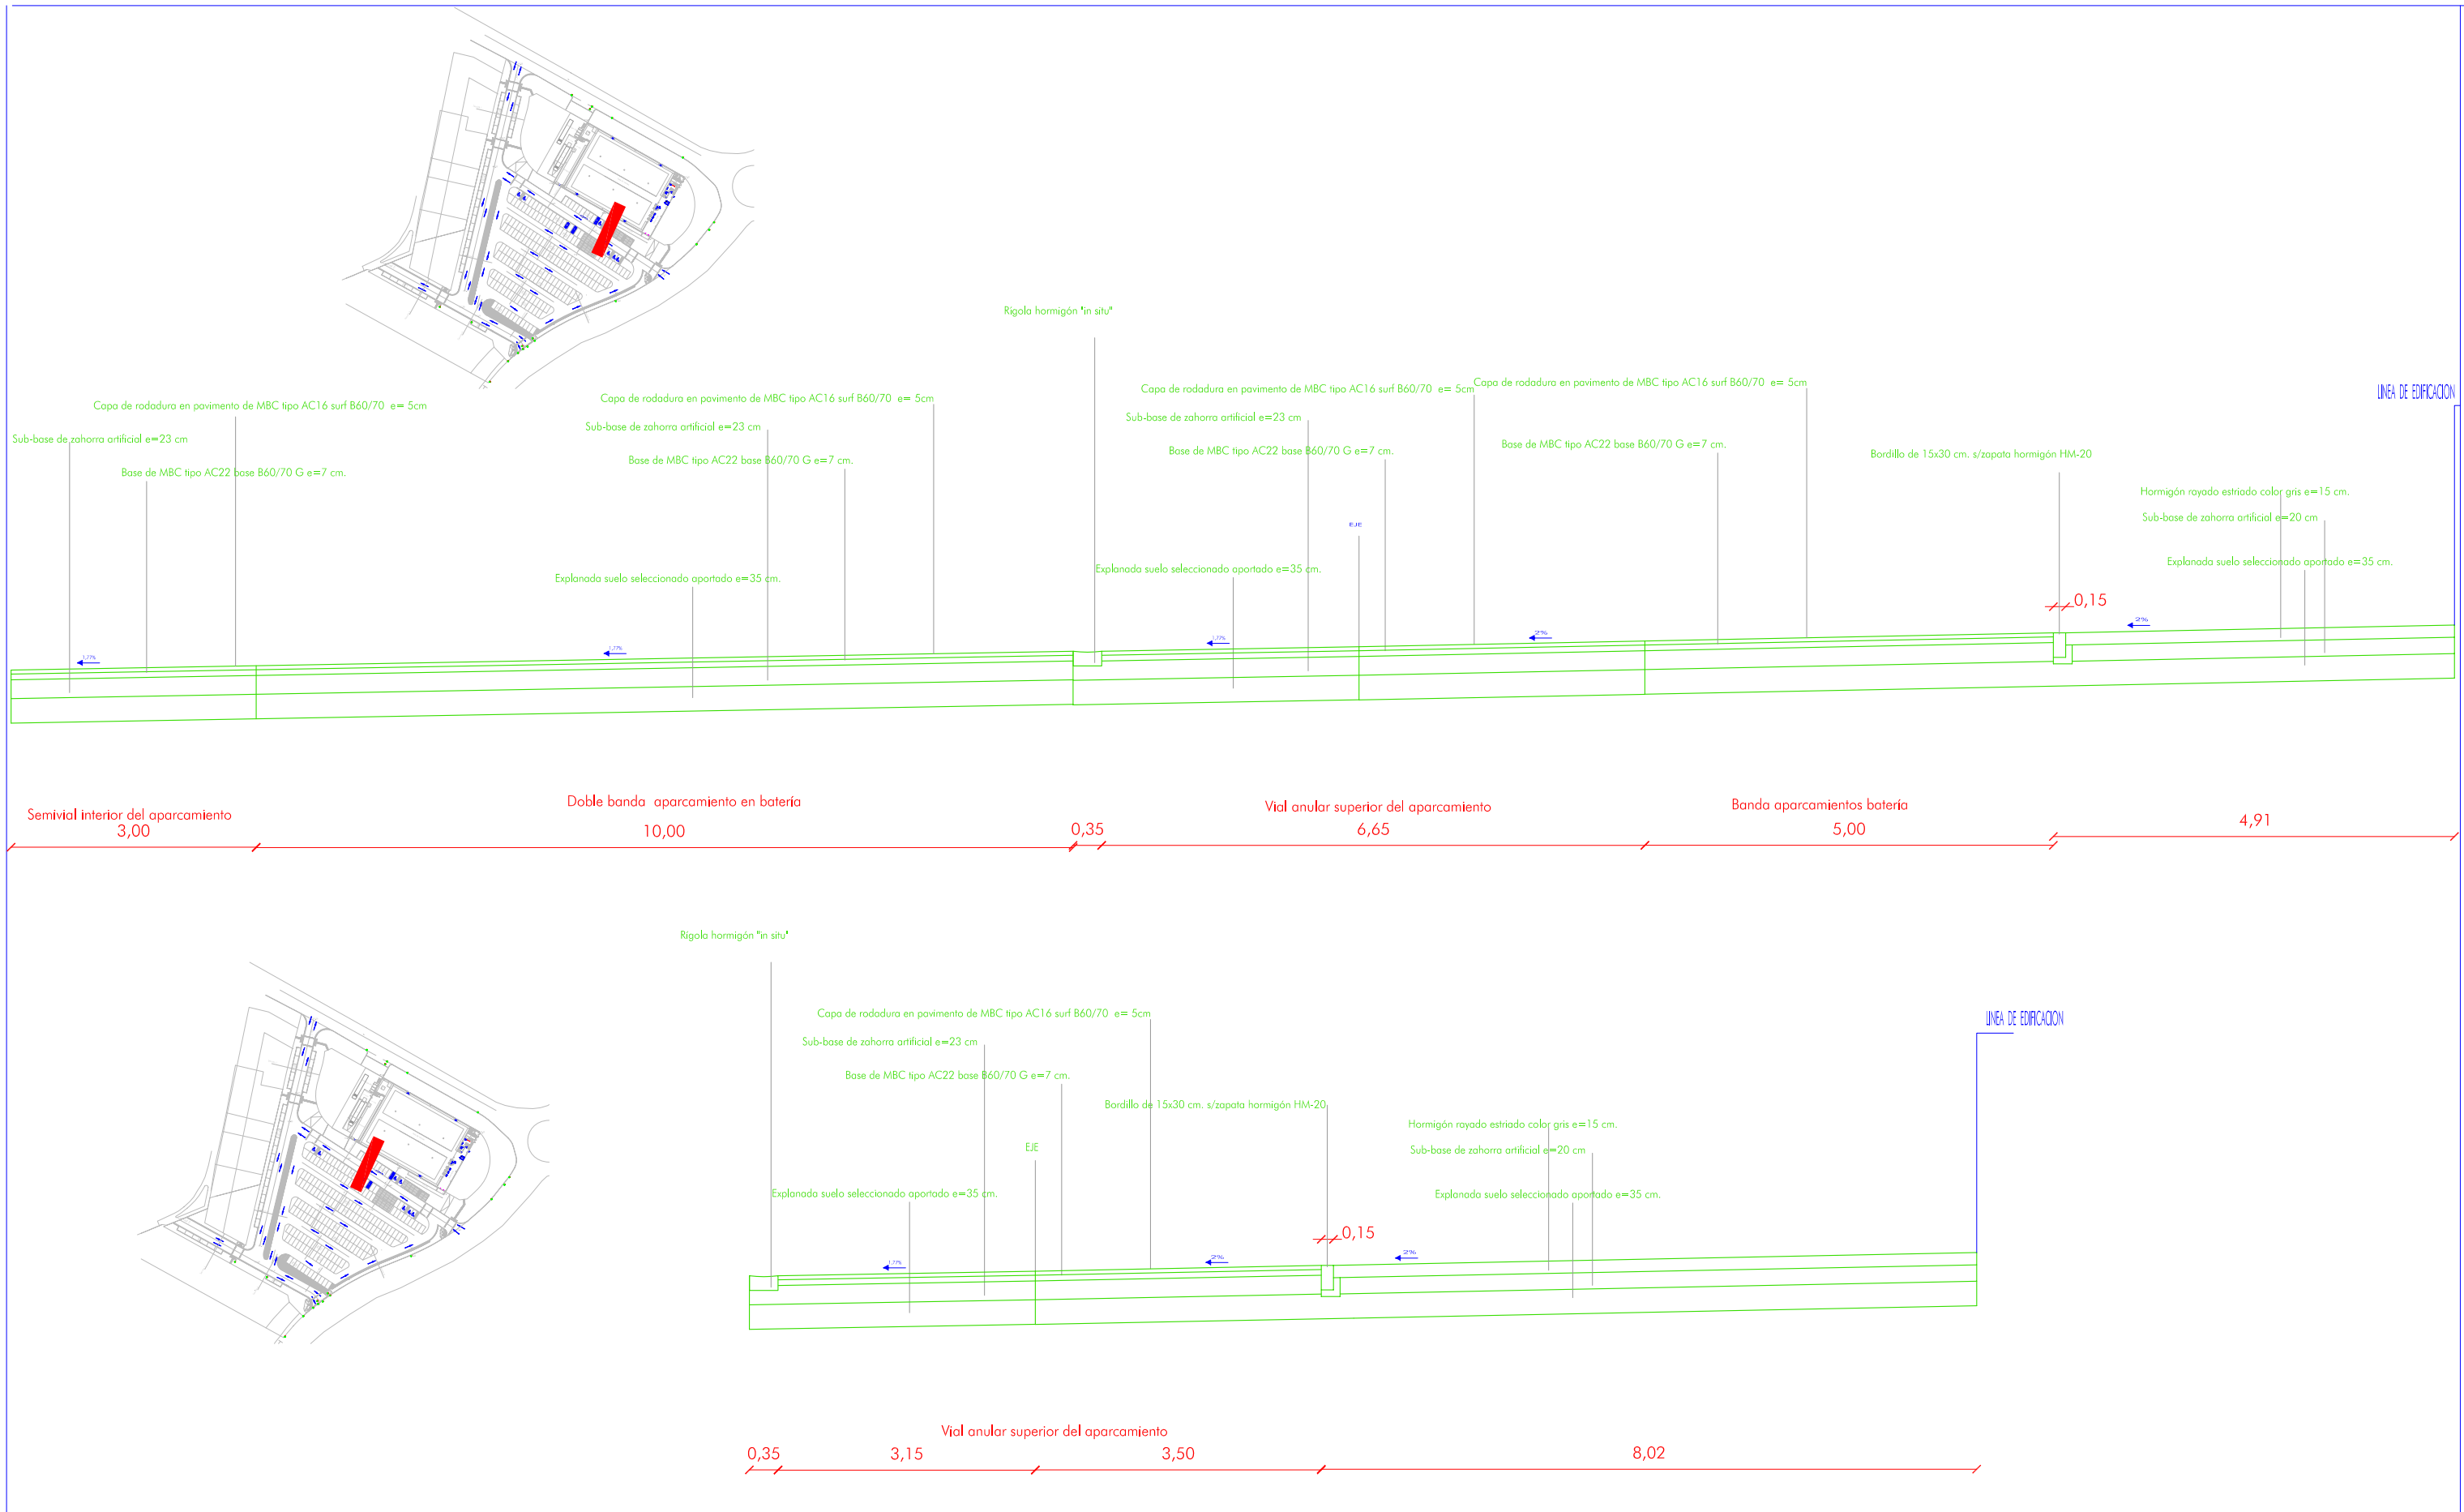 Rigola hormigón "in situ"
Capa de rodadura en pavimento de MBC tipo AC16 surf B60/70 e= 5cm
Sub-base de zahorra artificial e=23 cm
Base de MBC tipo AC22 base B60/70 G e=7 cm.
Capa de rodadura en pavimento de MBC tipo AC16 surf B60/70 e= 5cm
Sub-base de zahorra artificial e=23 cm
Base de MBC tipo AC22 base B60/70 G e=7 cm.
Explanada suelo seleccionado aportado e=35 cm.
Capa de rodadura en pavimento de MBC tipo AC16 surf B60/70 e= 5cm
Sub-base de zahorra artificial e=23 cm
Base de MBC tipo AC22 base B60/70 G e=7 cm.
EJE
Explanada suelo seleccionado aportado e=35 cm.
Capa de rodadura en pavimento de MBC tipo AC16 surf B60/70 e= 5cm
Base de MBC tipo AC22 base B60/70 G e=7 cm.
LINEA DE EDIFICACION
Bordillo de 15x30 cm. s/zapata hormigón HM-20
Hormigón rayado estriado color gris e=15 cm.
Sub-base de zahorra artificial e=20 cm
Explanada suelo seleccionado aportado e=35 cm.
0,15
1,77%
1,77%
1,77%
2%
2%
Semivial interior del aparcamiento
3,00
Doble banda aparcamiento en batería
10,00
0,35
Vial anular superior del aparcamiento
6,65
Banda aparcamientos batería
5,00
4,91
Rigola hormigón "in situ"
Capa de rodadura en pavimento de MBC tipo AC16 surf B60/70 e= 5cm
Sub-base de zahorra artificial e=23 cm
Base de MBC tipo AC22 base B60/70 G e=7 cm.
Bordillo de 15x30 cm. s/zapata hormigón HM-20
EJE
Explanada suelo seleccionado aportado e=35 cm.
LINEA DE EDIFICACION
Hormigón rayado estriado color gris e=15 cm.
Sub-base de zahorra artificial e=20 cm
Explanada suelo seleccionado aportado e=35 cm.
0,15
1,77%
2%
2%
Vial anular superior del aparcamiento
0,35
3,15
3,50
8,02